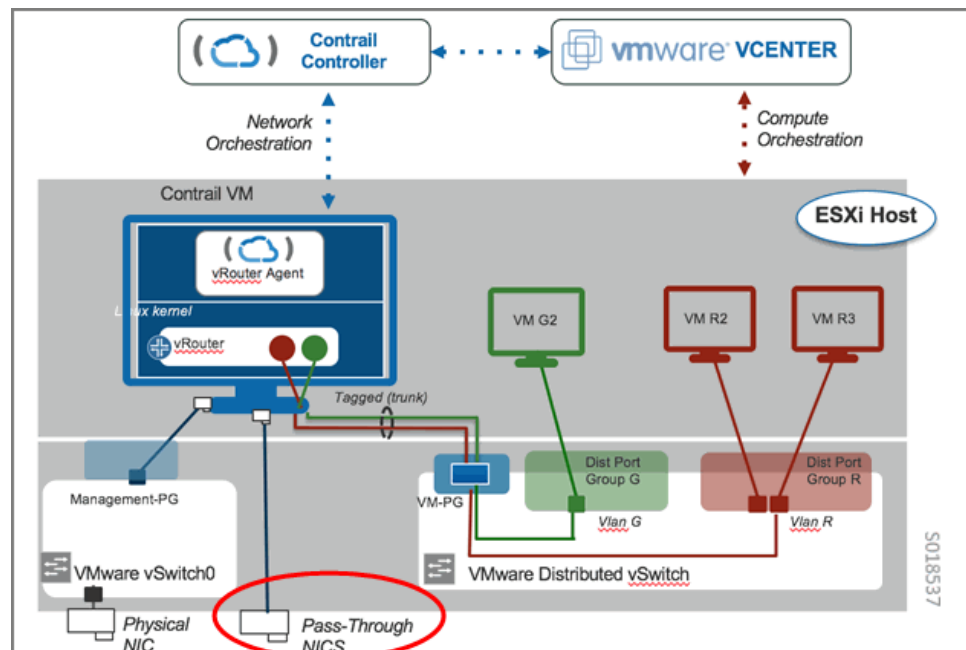 Contrail
Controller
vmware® VCENTER
Network
Orchestration
Compute
Orchestration
Contrail VM
ESXi Host
vRouter Agent
Linux kernel
vRouter
VM G2
VM R2
VM R3
Tagged (trunk)
Management-PG
VM-PG
Dist Port
Group G
Vlan G
Dist Port
Group R
Vlan R
VMware vSwitch0
VMware Distributed vSwitch
Physical
NIC
Pass-Through
NICS
S018537